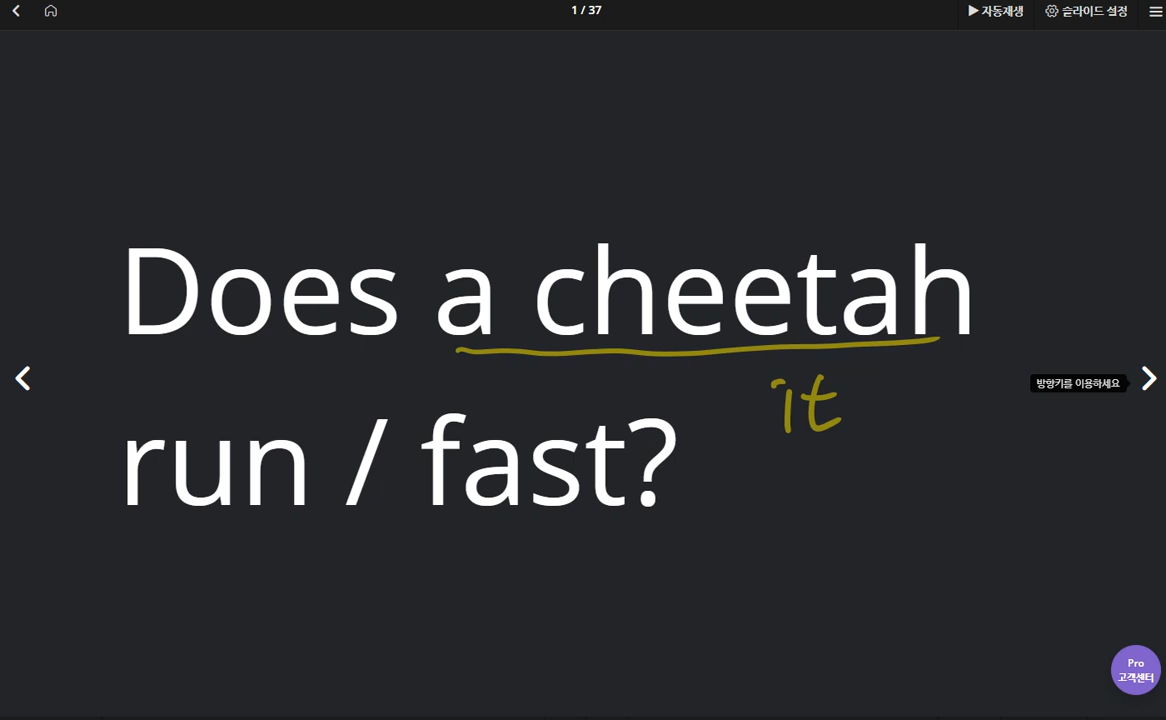 1 / 37
자동재생
슬라이드 설정
Does a cheetah
it
방향키를 이용하세요
run / fast?
Pro
고객센터